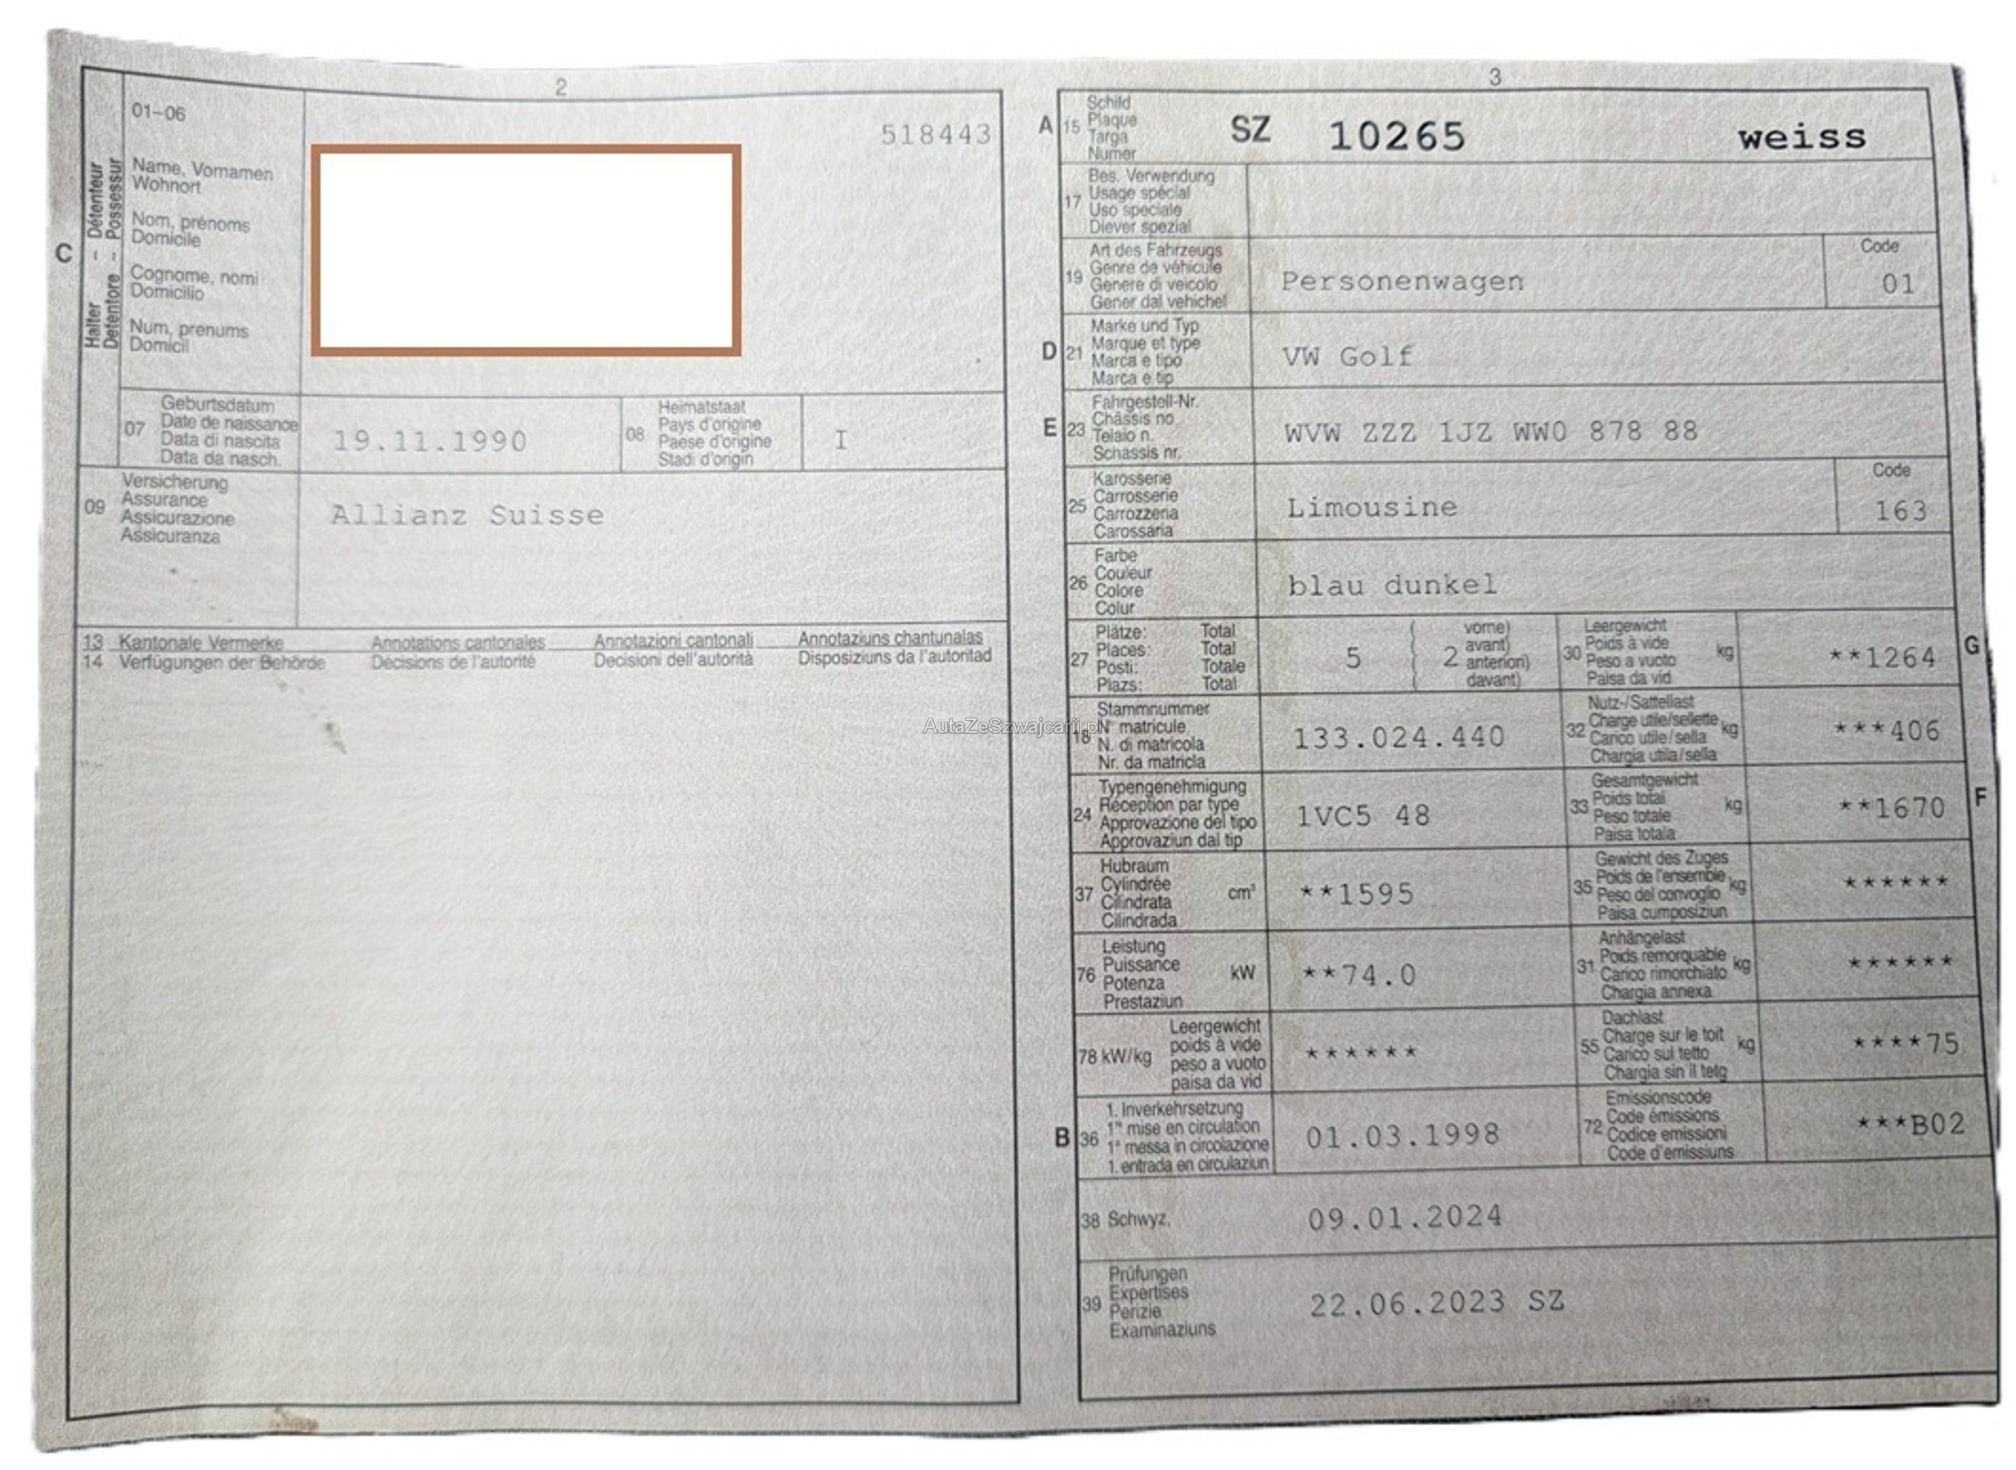 2
01-06
518443
C
Halter – Détenteur
Detentore – Possessur
Name, Vornamen
Wohnort
Nom, prénoms
Domicile
Cognome, nomi
Domicilio
Num, prenums
Domicil
07
Geburtsdatum
Date de naissance
Data di nascita
Data da nasch.
19.11.1990
08
Heimatstaat
Pays d'origine
Paese d'origine
Stadi d'origin
I
09
Versicherung
Assurance
Assicurazione
Assicuranza
Allianz Suisse
13 Kantonale Vermerke Annotations cantonales Annotazioni cantonali Annotaziuns chantunalas
14 Verfügungen der Behörde Décisions de l'autorité Decisioni dell'autorità Disposiziuns da l'autoritad
3
A 15
Schild
Plaque
Targa
Numer
SZ 10265 weiss
17
Bes. Verwendung
Usage spécial
Uso speciale
Diever spezial
19
Art des Fahrzeugs
Genre de véhicule
Genere di veicolo
Gener dal vehichel
Personenwagen
Code
01
D 21
Marke und Typ
Marque et type
Marca e tipo
Marca e tip
VW Golf
E 23
Fahrgestell-Nr.
Châssis no
Telaio n.
Schassis nr.
WVW ZZZ 1JZ WW0 878 88
25
Karosserie
Carrosserie
Carrozzeria
Carossaria
Limousine
Code
163
26
Farbe
Couleur
Colore
Colur
blau dunkel
27
Plätze: Total
Places: Total
Posti: Totale
Plazs: Total
5
2
vorne)
avant)
anteriori)
davant)
30
Leergewicht
Poids à vide
Peso a vuoto
Paisa da vid
kg
**1264
G
18
Stammnummer
N° matricule
N. di matricola
Nr. da matricla
133.024.440
32
Nutz-/Sattellast
Charge utile/sellette
Carico utile/sella
Chargia utila/sella
kg
***406
AutaZeSzwajcarii.pl
24
Typengenehmigung
Réception par type
Approvazione del tipo
Approvaziun dal tip
1VC5 48
33
Gesamtgewicht
Poids total
Peso totale
Paisa totala
kg
**1670
F
37
Hubraum
Cylindrée
Cilindrata
Cilindrada
cm³
**1595
35
Gewicht des Zuges
Poids de l'ensemble
Peso del convoglio
Paisa cumposiziun
kg
******
76
Leistung
Puissance
Potenza
Prestaziun
kW
**74.0
31
Anhängelast
Poids remorquable
Carico rimorchiato
Chargia annexa
kg
******
78 kW/kg
Leergewicht
poids à vide
peso a vuoto
paisa da vid
******
55
Dachlast
Charge sur le toit
Carico sul tetto
Chargia sin il tetg
kg
****75
B 36
1. Inverkehrsetzung
1re mise en circulation
1a messa in circolazione
1. entrada en circulaziun
01.03.1998
72
Emissionscode
Code émissions
Codice emissioni
Code d'emissiuns
***B02
38 Schwyz,
09.01.2024
39
Prüfungen
Expertises
Perizie
Examinaziuns
22.06.2023 SZ